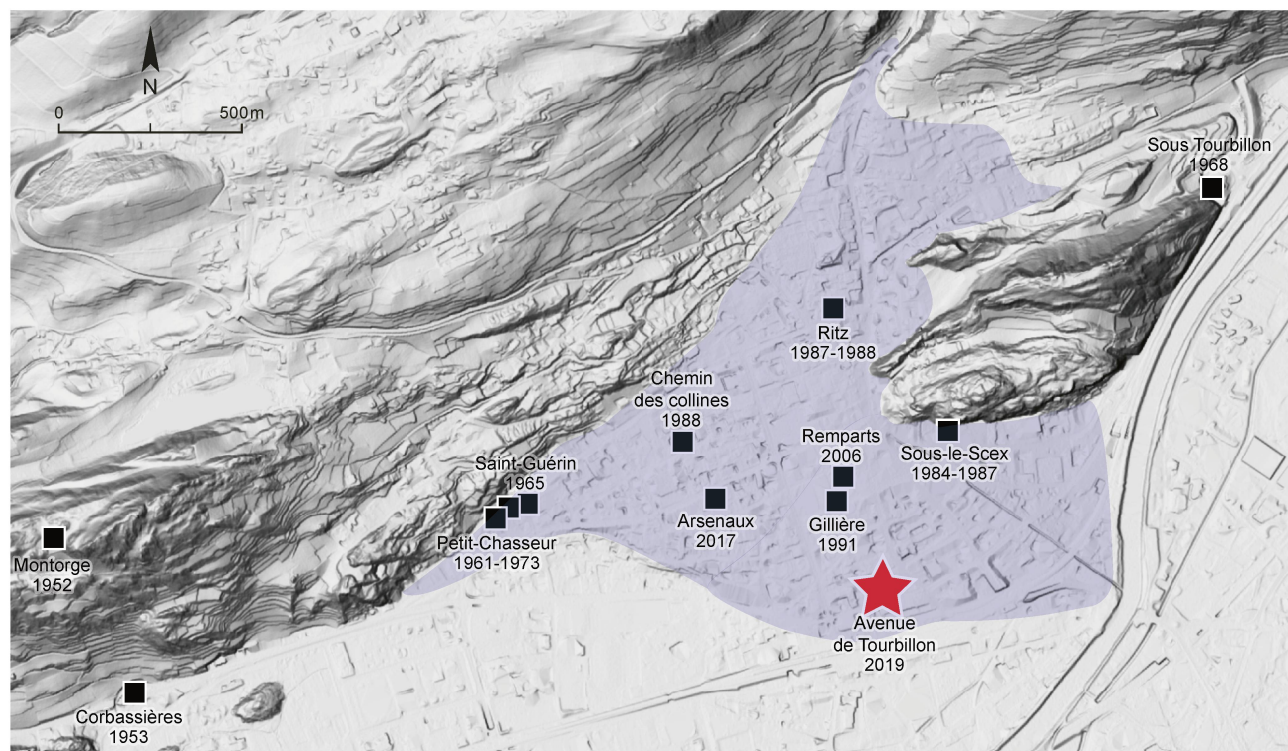 N
0 500m
Sous Tourbillon
1968
Ritz
1987-1988
Chemin
des collines
1988
Remparts
2006
Sous-le-Scex
1984-1987
Saint-Guérin
1965
Arsenaux
2017
Gillière
1991
Petit-Chasseur
1961-1973
Montorge
1952
Avenue
de Tourbillon
2019
Corbassières
1953